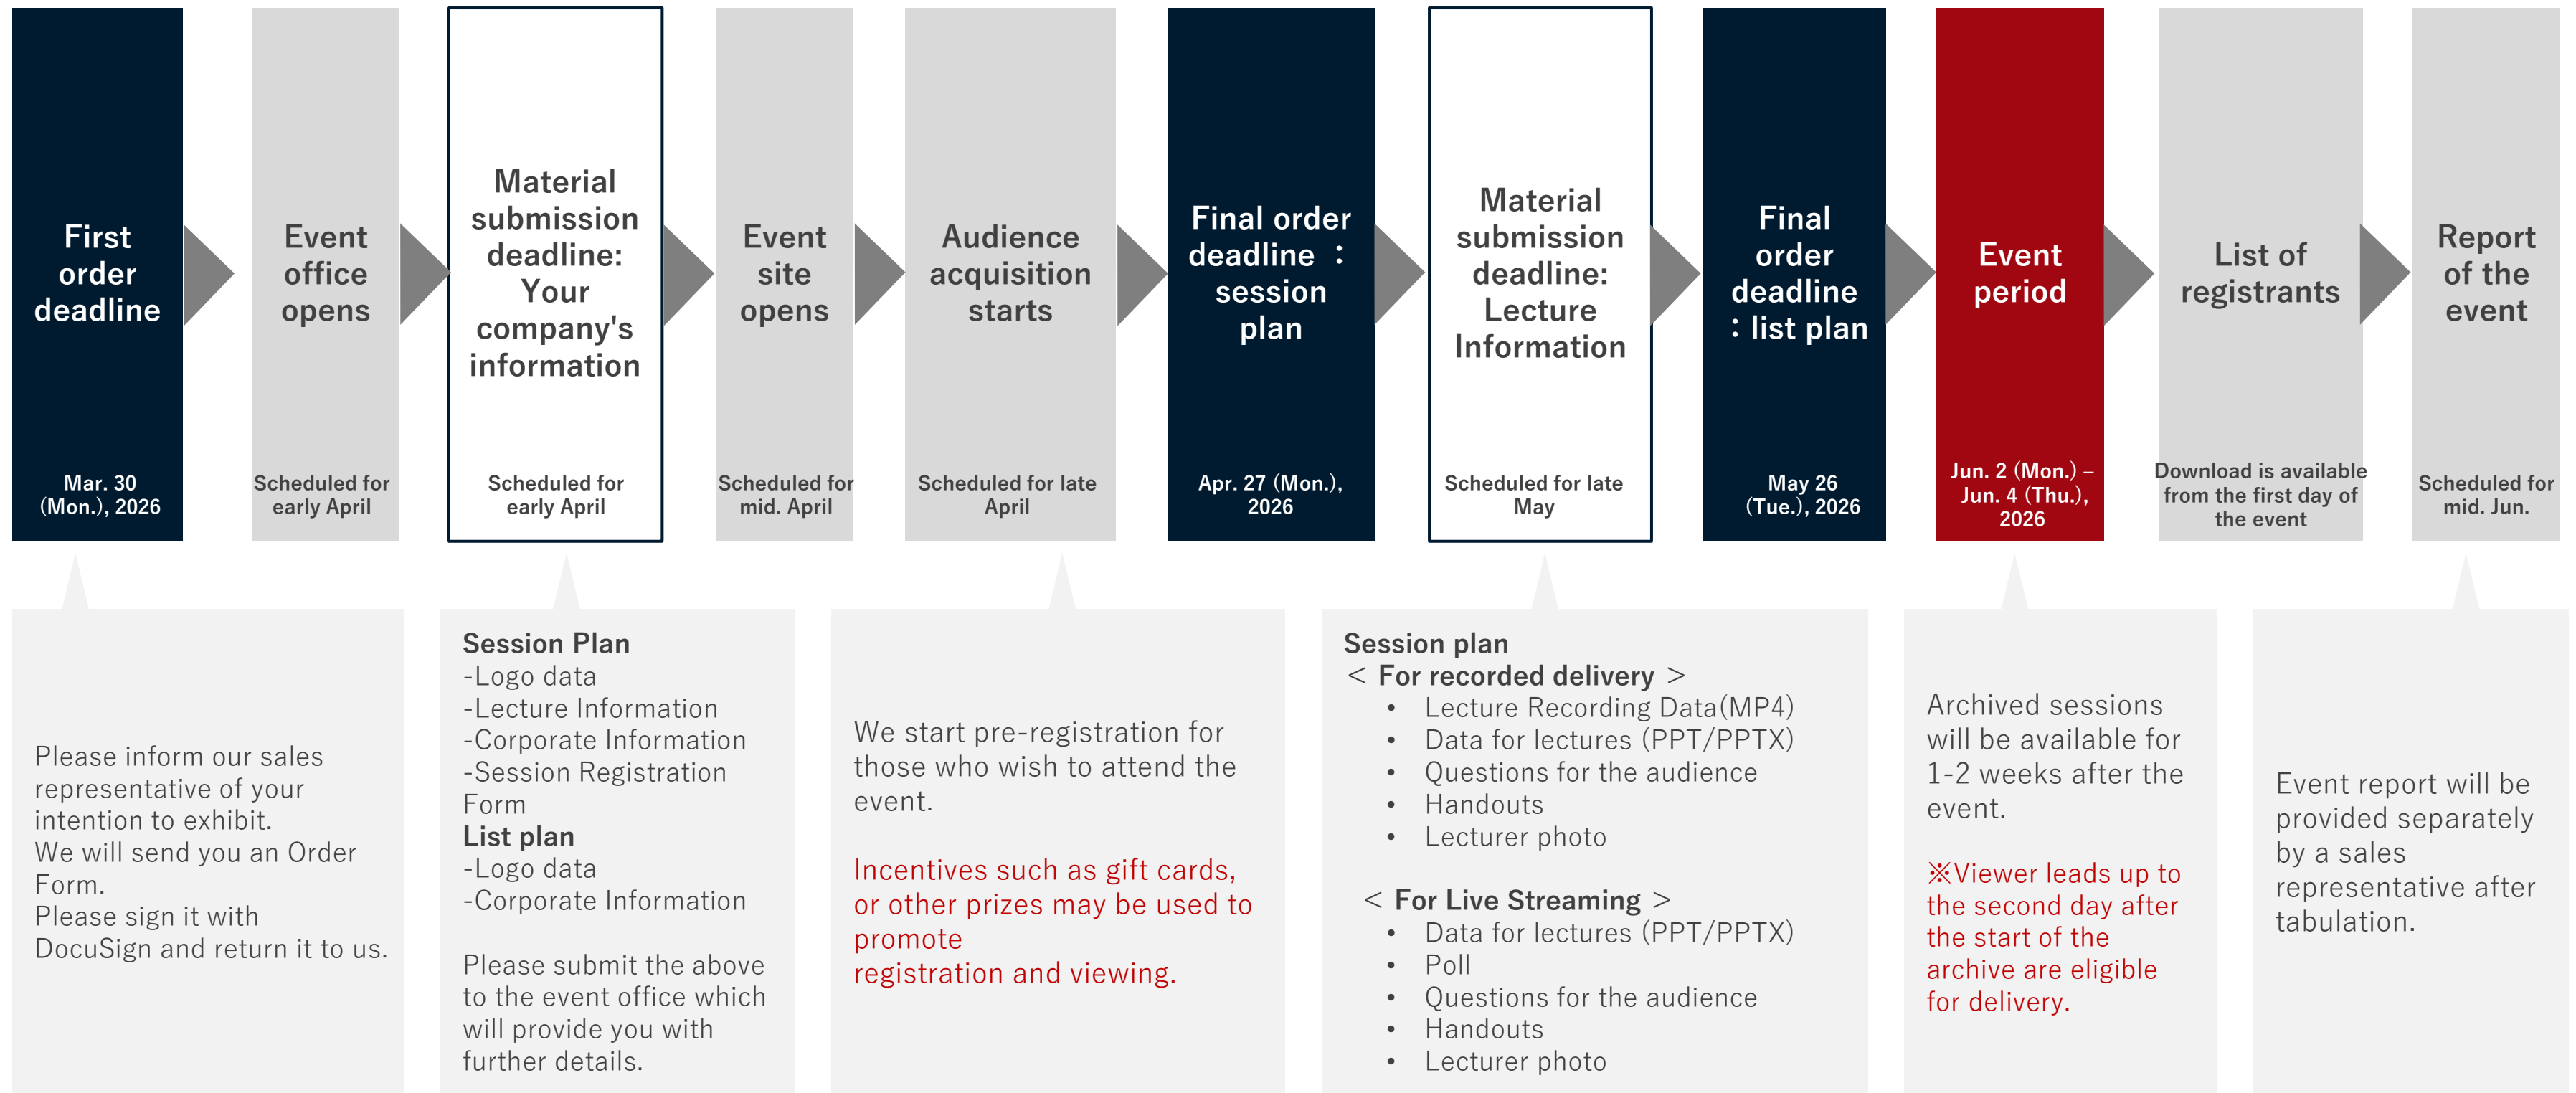 First
order
deadline
Mar. 30
(Mon.), 2026
Event
office
opens
Scheduled for
early April
Material
submission
deadline:
Your
company's
information
Scheduled for
early April
Event
site
opens
Scheduled for
mid. April
Audience
acquisition
starts
Scheduled for late
April
Final order
deadline ：
session
plan
Apr. 27 (Mon.),
2026
Material
submission
deadline:
Lecture
Information
Scheduled for late
May
Final
order
deadline
：list plan
May 26
(Tue.), 2026
Event
period
Jun. 2 (Mon.) –
Jun. 4 (Thu.),
2026
List of
registrants
Download is available
from the first day of
the event
Report
of the
event
Scheduled for
mid. Jun.
Please inform our sales
representative of your
intention to exhibit.
We will send you an Order
Form.
Please sign it with
DocuSign and return it to us.
Session Plan
-Logo data
-Lecture Information
-Corporate Information
-Session Registration
Form
List plan
-Logo data
-Corporate Information
Please submit the above
to the event office which
will provide you with
further details.
We start pre-registration for
those who wish to attend the
event.
Incentives such as gift cards,
or other prizes may be used to
promote
registration and viewing.
Session plan
＜ For recorded delivery ＞
• Lecture Recording Data(MP4)
• Data for lectures (PPT/PPTX)
• Questions for the audience
• Handouts
• Lecturer photo
＜ For Live Streaming ＞
• Data for lectures (PPT/PPTX)
• Poll
• Questions for the audience
• Handouts
• Lecturer photo
Archived sessions
will be available for
1-2 weeks after the
event.
※Viewer leads up to
the second day after
the start of the
archive are eligible
for delivery.
Event report will be
provided separately
by a sales
representative after
tabulation.